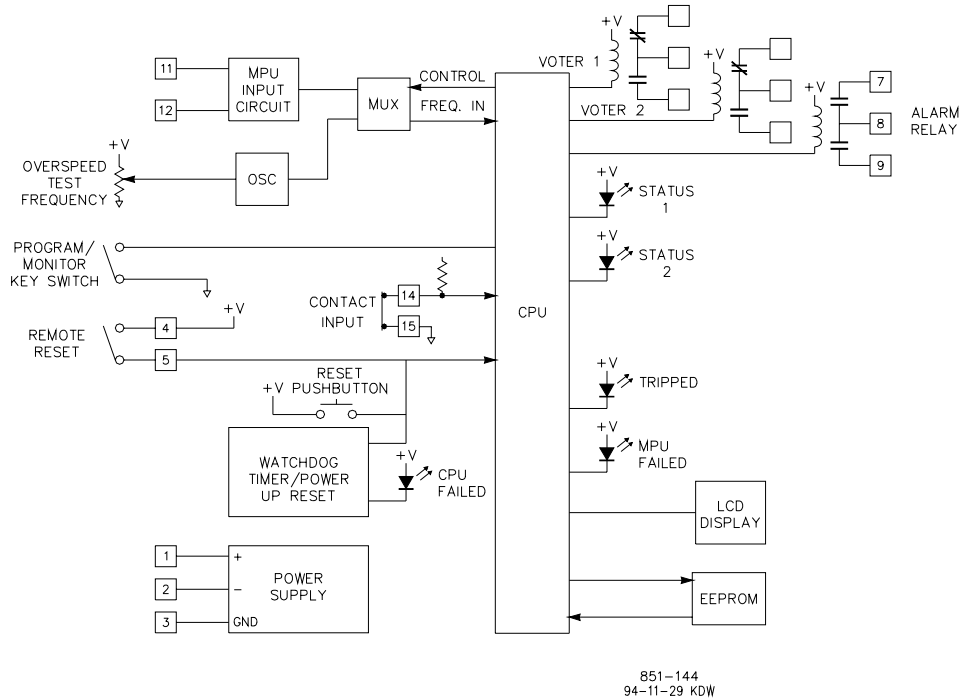 +V
VOTER 1
+V
VOTER 2
+V
7
8
9
ALARM
RELAY
11
12
MPU
INPUT
CIRCUIT
MUX
CONTROL
FREQ. IN
+V
OVERSPEED
TEST
FREQUENCY
OSC
+V
STATUS
1
+V
STATUS
2
PROGRAM/
MONITOR
KEY SWITCH
CONTACT
INPUT
14
15
CPU
REMOTE
RESET
4
5
+V
RESET
PUSHBUTTON
+V
WATCHDOG
TIMER/POWER
UP RESET
+V
CPU
FAILED
+V
TRIPPED
+V
MPU
FAILED
LCD
DISPLAY
EEPROM
1
2
3
+
−
GND
POWER
SUPPLY
851-144
94-11-29 KDW